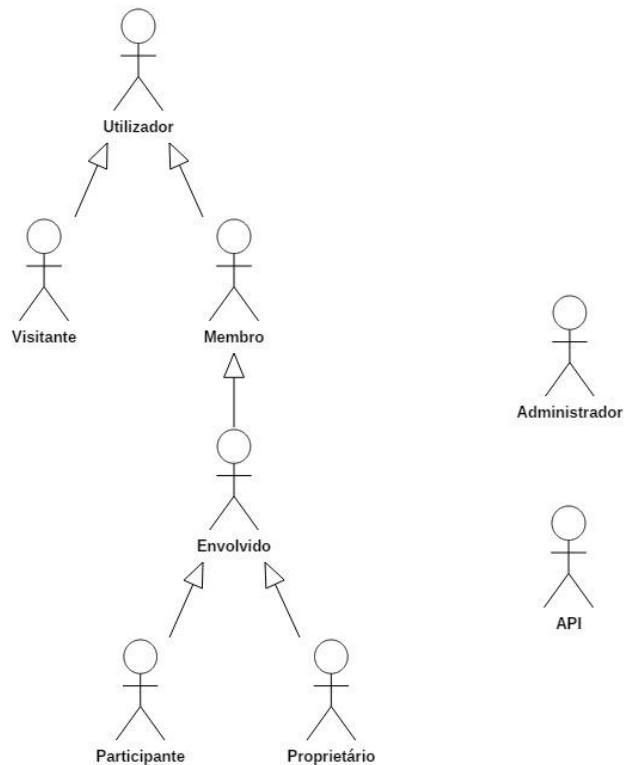 Utilizador
Visitante
Membro
Administrador
Envolvido
API
Participante
Proprietário